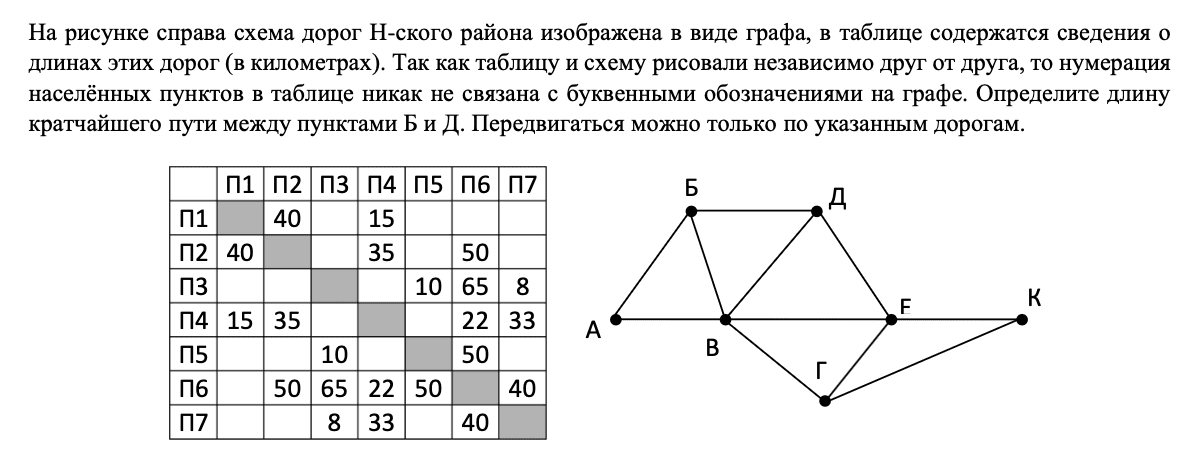 На рисунке справа схема дорог Н-ского района изображена в виде графа, в таблице содержатся сведения о
длинах этих дорог (в километрах). Так как таблицу и схему рисовали независимо друг от друга, то нумерация
населённых пунктов в таблице никак не связана с буквенными обозначениями на графе. Определите длину
кратчайшего пути между пунктами Б и Д. Передвигаться можно только по указанным дорогам.
П1 П2 П3 П4 П5 П6 П7
П1 40 15
П2 40 35 50
П3 10 65 8
П4 15 35 22 33
П5 10 50
П6 50 65 22 50 40
П7 8 33 40
Б
Д
А
В
Е
К
Г